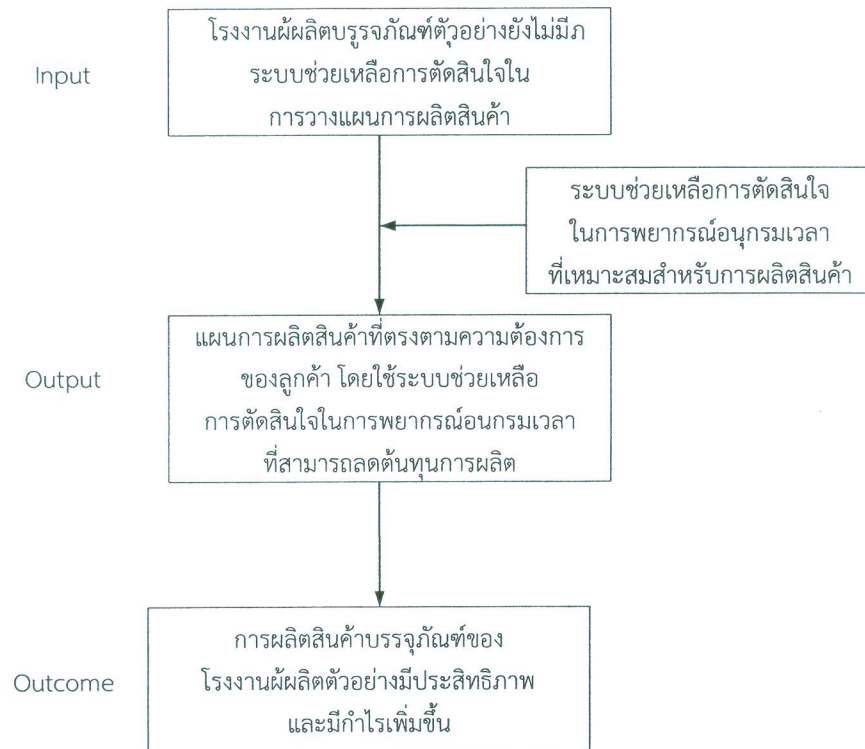 โรงงานผ้ผลิตบรูรจภัณฑ์ตัวอย่างยังไม่มีภ
Input
ระบบช่วยเหลือการตัดสินใจใน
การวางแผนการผลิตสินค้า
ระบบช่วยเหลือการตัดสินใจ
ในการพยากรณ์อนุกรมเวลา
ที่เหมาะสมสำหรับการผลิตสินค้า
แผนการผลิตสินค้าที่ตรงตามความต้องการ
Output
ของลูกค้า โดยใช้ระบบช่วยเหลือ
การตัดสินใจในการพยากรณ์อนกรมเวลา
ที่สามารถลดต้นทุนการผลิต
การผลิตสินค้าบรรจุภัณฑ์ของ
Outcome
โรงงานผ้ผลิตตัวอย่างมีประสิทธิภาพ
และมีกำไรเพิ่มขึ้น